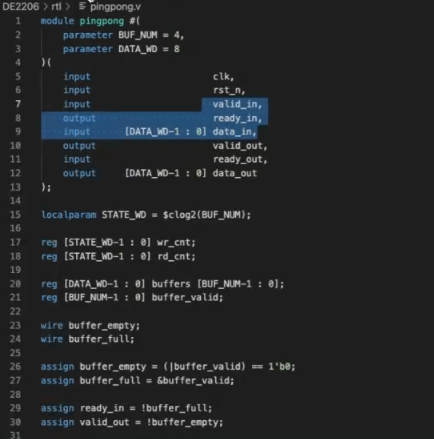 DE2206 > rtl > pingpong.v
1 module pingpong #(
2 parameter BUF_NUM = 4,
3 parameter DATA_WD = 8
4 )(
5 input clk,
6 input rst_n,
7 input valid_in,
8 output ready_in,
9 input [DATA_WD-1 : 0] data_in,
10 output valid_out,
11 input ready_out,
12 output [DATA_WD-1 : 0] data_out
13 );
14
15 localparam STATE_WD = $clog2(BUF_NUM);
16
17 reg [STATE_WD-1 : 0] wr_cnt;
18 reg [STATE_WD-1 : 0] rd_cnt;
19
20 reg [DATA_WD-1 : 0] buffers [BUF_NUM-1 : 0];
21 reg [BUF_NUM-1 : 0] buffer_valid;
22
23 wire buffer_empty;
24 wire buffer_full;
25
26 assign buffer_empty = (|buffer_valid) == 1'b0;
27 assign buffer_full = &buffer_valid;
28
29 assign ready_in = !buffer_full;
30 assign valid_out = !buffer_empty;
31